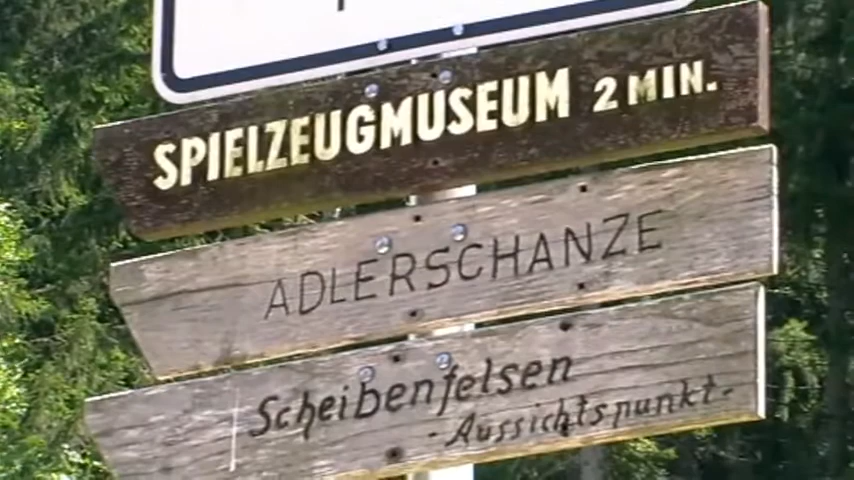 SPIELZEUGMUSEUM 2 MIN.
ADLERSCHANZE
Scheibenfelsen
- Aussichtspunkt -